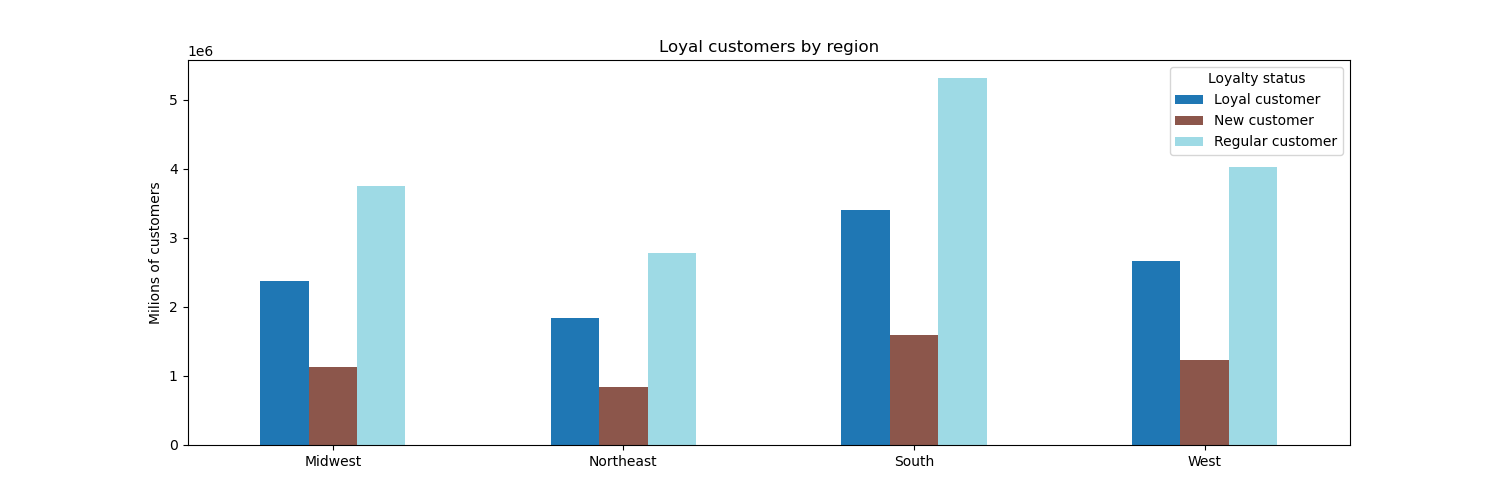 Loyal customers by region
1e6
Milions of customers
5
4
3
2
1
0
Midwest
Northeast
South
West
Loyalty status
Loyal customer
New customer
Regular customer